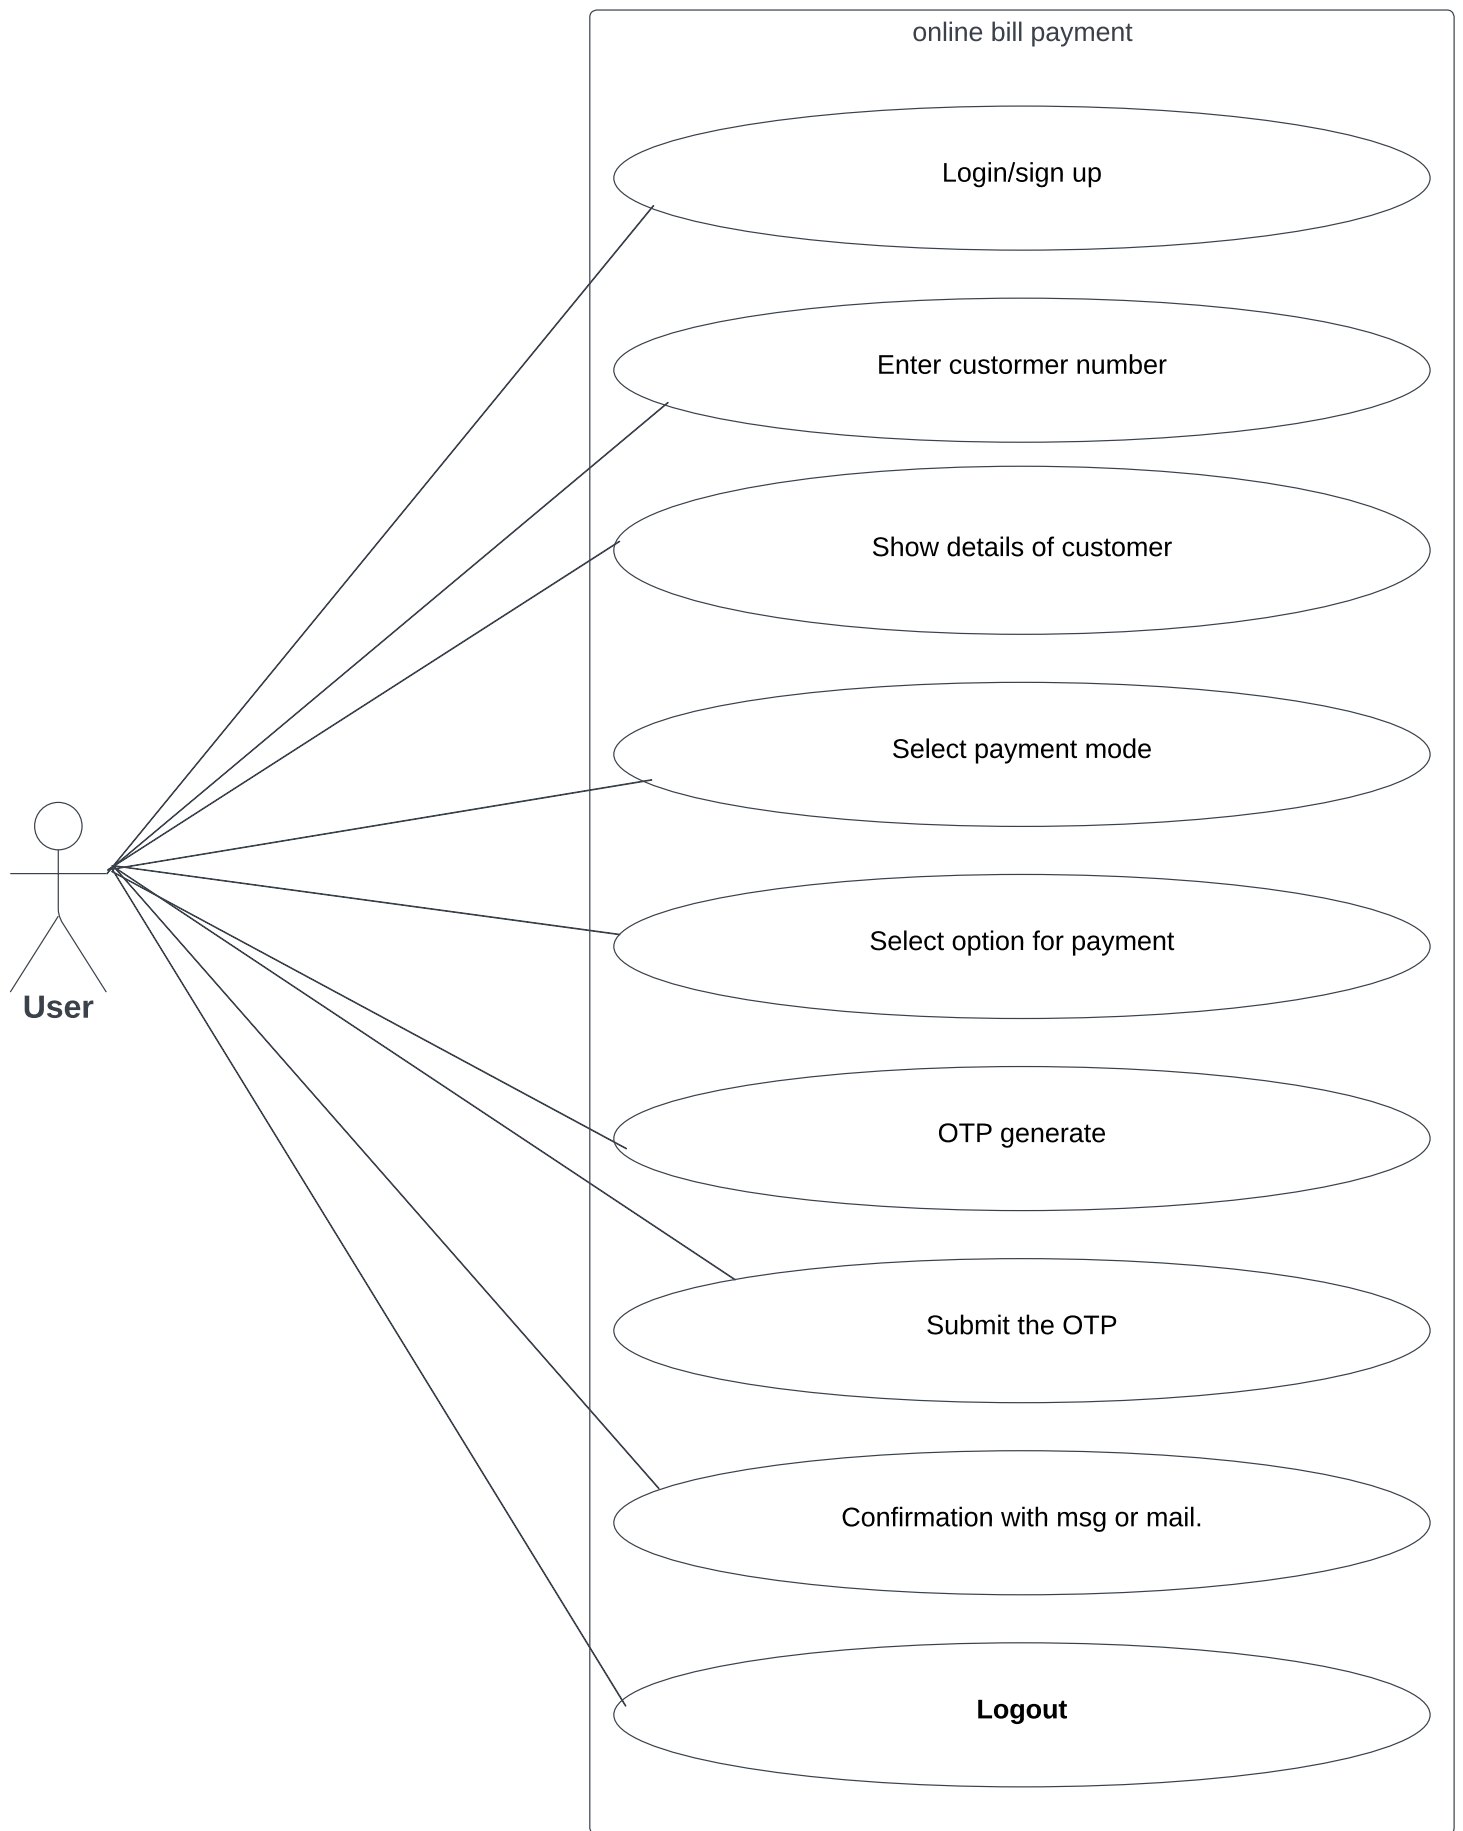 online bill payment
Login/sign up
Enter custormer number
Show details of customer
Select payment mode
User
Select option for payment
OTP generate
Submit the OTP
Confirmation with msg or mail.
Logout